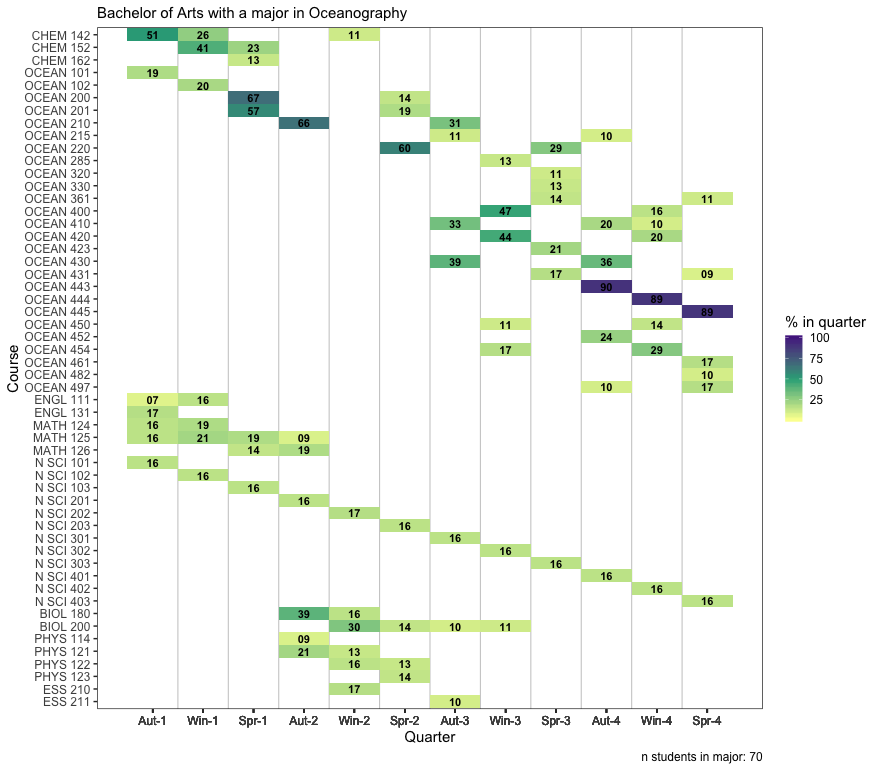 Bachelor of Arts with a major in Oceanography
CHEM 142 51 26 11
CHEM 152 41 23
CHEM 162 13
OCEAN 101 19
OCEAN 102 20
OCEAN 200 67 14
OCEAN 201 57 19
OCEAN 210 66 31
OCEAN 215 11 10
OCEAN 220 60 29
OCEAN 285 13
OCEAN 320 11
OCEAN 330 13
OCEAN 361 14 11
OCEAN 400 47 16
OCEAN 410 33 20 10
OCEAN 420 44 20
OCEAN 423 21
OCEAN 430 39 36
OCEAN 431 17 09
OCEAN 443 90
OCEAN 444 89
OCEAN 445 89
OCEAN 450 11 14
OCEAN 452 24
OCEAN 454 17 29
OCEAN 461 17
OCEAN 482 10
OCEAN 497 10 17
ENGL 111 07 16
ENGL 131 17
MATH 124 16 19
MATH 125 16 21 19 09
MATH 126 14 19
N SCI 101 16
N SCI 102 16
N SCI 103 16
N SCI 201 16
N SCI 202 17
N SCI 203 16
N SCI 301 16
N SCI 302 16
N SCI 303 16
N SCI 401 16
N SCI 402 16
N SCI 403 16
BIOL 180 39 16
BIOL 200 30 14 10 11
PHYS 114 09
PHYS 121 21 13
PHYS 122 16 13
PHYS 123 14
ESS 210 17
ESS 211 10
Course
Aut-1 Win-1 Spr-1 Aut-2 Win-2 Spr-2 Aut-3 Win-3 Spr-3 Aut-4 Win-4 Spr-4
Quarter
% in quarter
100
75
50
25
n students in major: 70